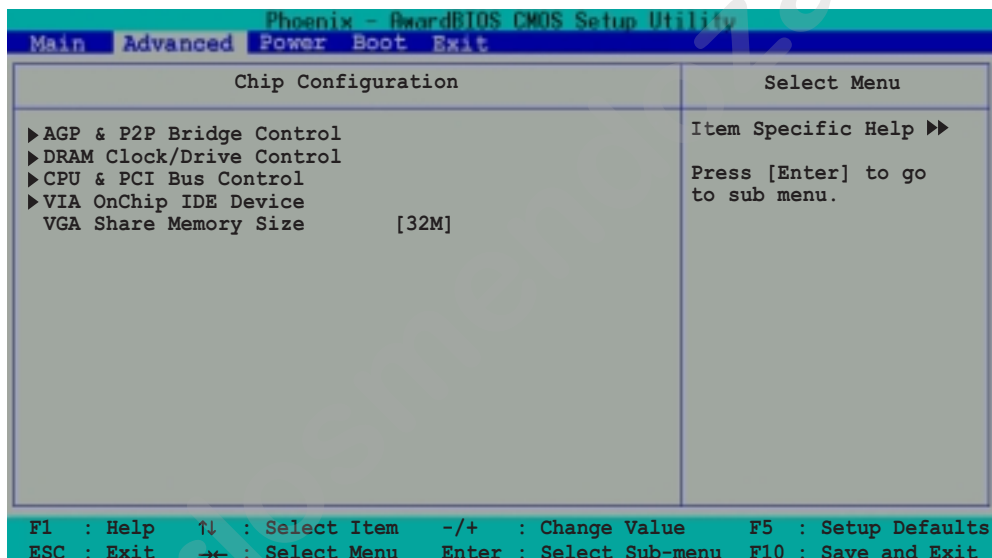 Phoenix - AwardBIOS CMOS Setup Utility
Main Advanced Power Boot Exit
Chip Configuration
Select Menu
▶AGP & P2P Bridge Control
▶DRAM Clock/Drive Control
▶CPU & PCI Bus Control
▶VIA OnChip IDE Device
VGA Share Memory Size [32M]
Item Specific Help ▶▶
Press [Enter] to go
to sub menu.
F1 : Help ↑↓ : Select Item -/+ : Change Value F5 : Setup Defaults
ESC : Exit →← : Select Menu Enter : Select Sub-menu F10 : Save and Exit